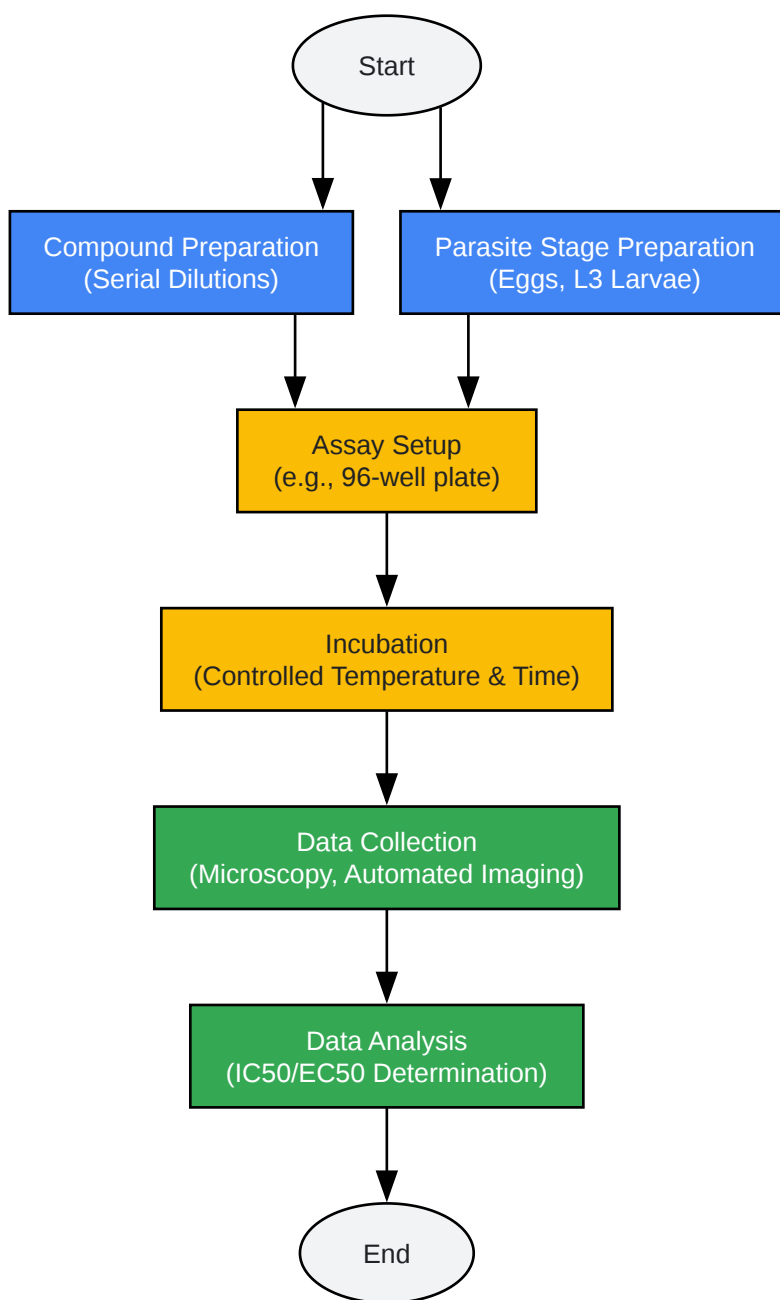 Start
Compound Preparation
(Serial Dilutions)
Parasite Stage Preparation
(Eggs, L3 Larvae)
Assay Setup
(e.g., 96-well plate)
Incubation
(Controlled Temperature & Time)
Data Collection
(Microscopy, Automated Imaging)
Data Analysis
(IC50/EC50 Determination)
End